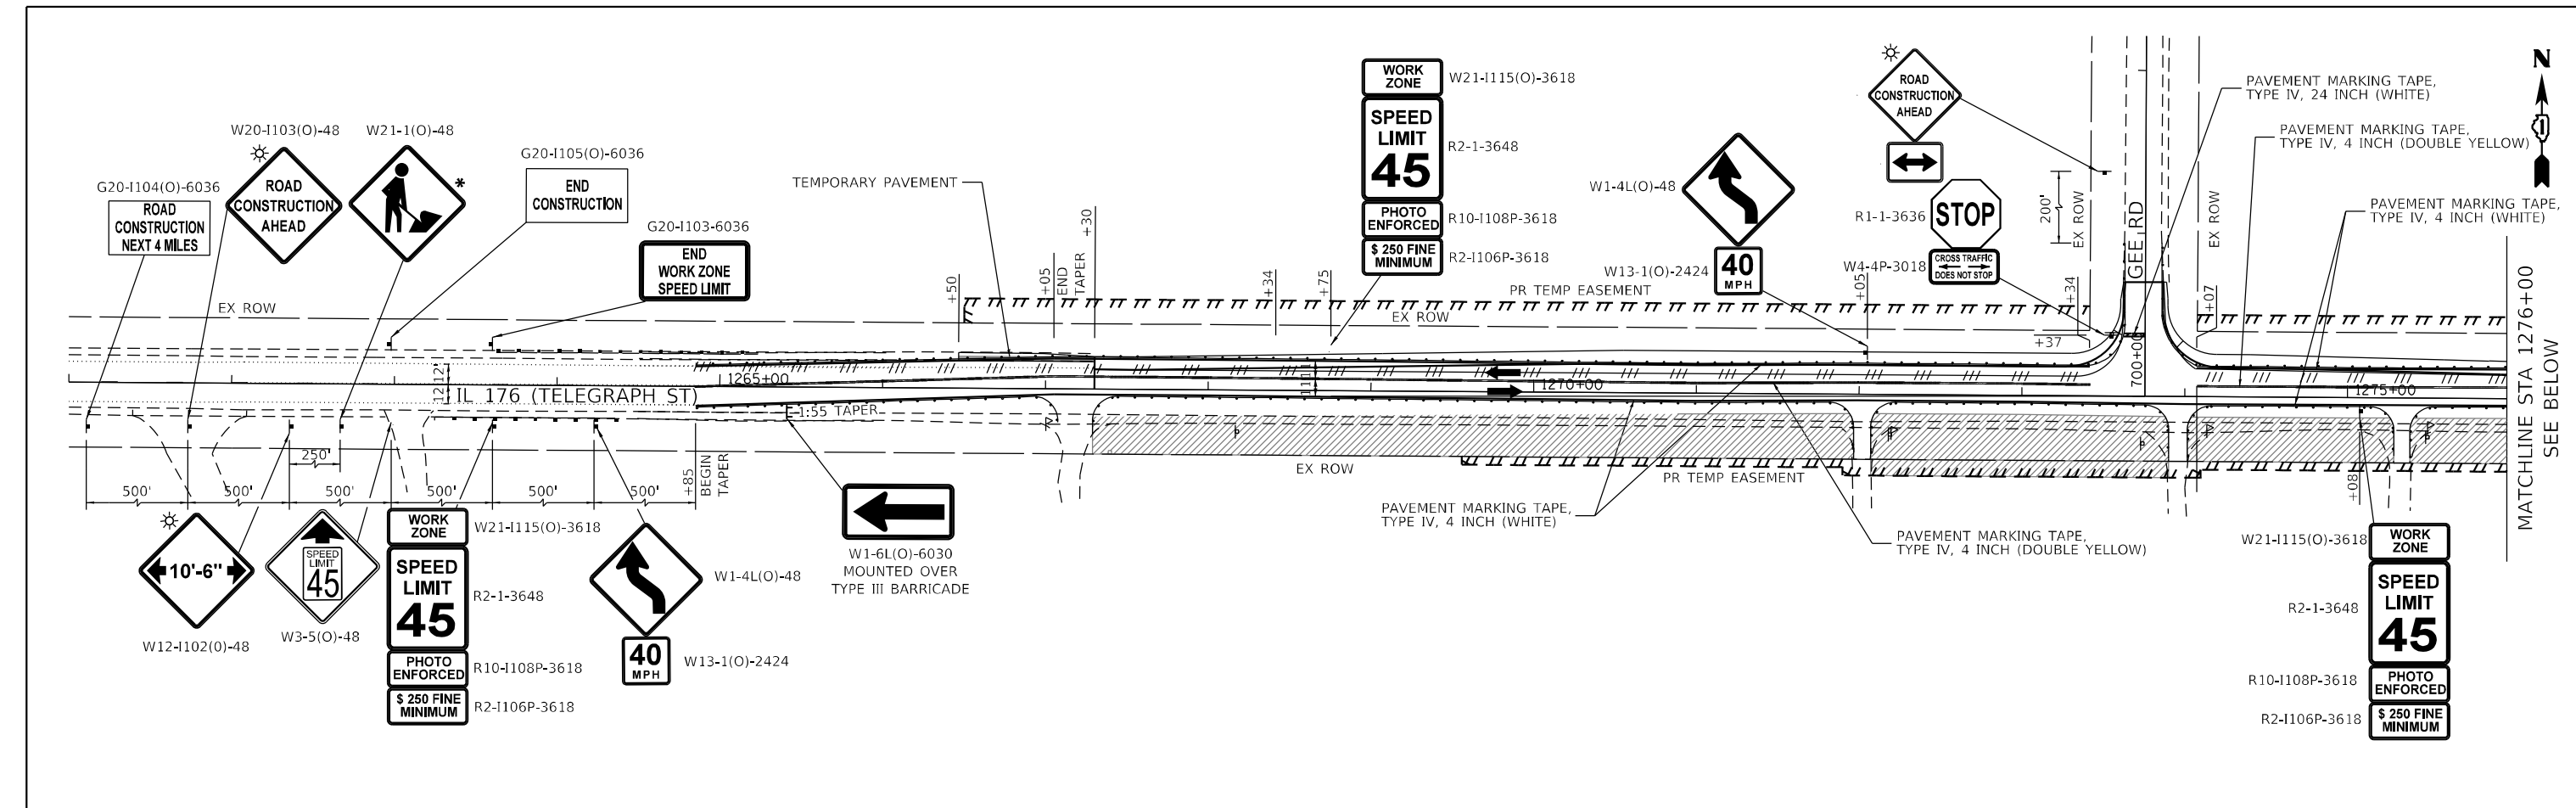 G20-I104(O)-6036
ROAD
CONSTRUCTION
NEXT 4 MILES
W20-I103(O)-48
ROAD
CONSTRUCTION
AHEAD
W21-1(O)-48
*
G20-I105(O)-6036
END
CONSTRUCTION
G20-I103-6036
END
WORK ZONE
SPEED LIMIT
TEMPORARY PAVEMENT
+50
+05
END
TAPER
+30
+34
+75
WORK
ZONE
W21-I115(O)-3618
SPEED
LIMIT
45
R2-1-3648
PHOTO
ENFORCED
R10-I108P-3618
$ 250 FINE
MINIMUM
R2-I106P-3618
W1-4L(O)-48
W13-1(O)-2424
40
MPH
+05
ROAD
CONSTRUCTION
AHEAD
R1-1-3636
STOP
W4-4P-3018
CROSS TRAFFIC
DOES NOT STOP
200'
EX ROW
+34
+37
GEE RD
700+00
EX ROW
+07
PAVEMENT MARKING TAPE,
TYPE IV, 24 INCH (WHITE)
PAVEMENT MARKING TAPE,
TYPE IV, 4 INCH (DOUBLE YELLOW)
PAVEMENT MARKING TAPE,
TYPE IV, 4 INCH (WHITE)
N
MATCHLINE STA 1276+00
SEE BELOW
EX ROW
PR TEMP EASEMENT
EX ROW
12'
12'
IL 176 (TELEGRAPH ST)
1265+00
1:55 TAPER
11'
11'
1270+00
1275+00
250'
500'
500'
500'
500'
500'
500'
+85
BEGIN
TAPER
EX ROW
PR TEMP EASEMENT
+08
10'-6"
W12-I102(0)-48
SPEED
LIMIT
45
W3-5(O)-48
WORK
ZONE
W21-I115(O)-3618
SPEED
LIMIT
45
R2-1-3648
PHOTO
ENFORCED
R10-I108P-3618
$ 250 FINE
MINIMUM
R2-I106P-3618
W1-4L(O)-48
40
MPH
W13-1(O)-2424
W1-6L(O)-6030
MOUNTED OVER
TYPE III BARRICADE
PAVEMENT MARKING TAPE,
TYPE IV, 4 INCH (WHITE)
PAVEMENT MARKING TAPE,
TYPE IV, 4 INCH (DOUBLE YELLOW)
W21-I115(O)-3618
WORK
ZONE
R2-1-3648
SPEED
LIMIT
45
R10-I108P-3618
PHOTO
ENFORCED
R2-I106P-3618
$ 250 FINE
MINIMUM